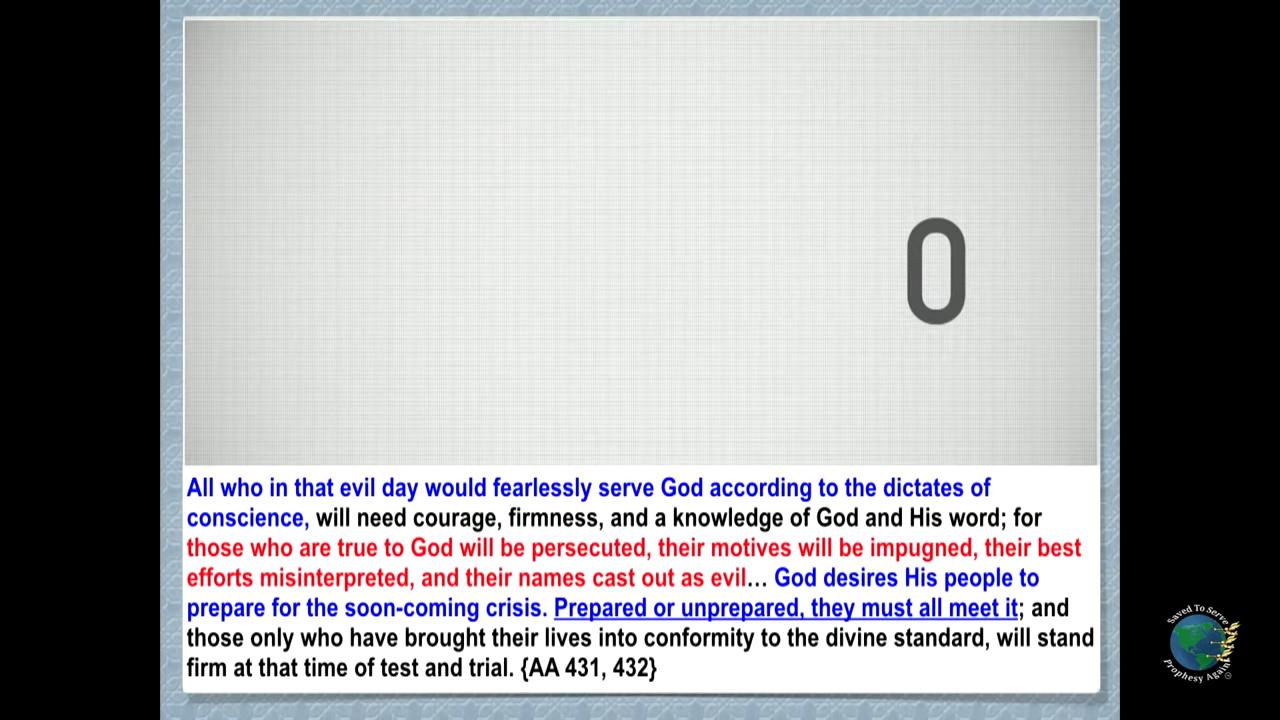 0
All who in that evil day would fearlessly serve God according to the dictates of
conscience, will need courage, firmness, and a knowledge of God and His word; for
those who are true to God will be persecuted, their motives will be impugned, their best
efforts misinterpreted, and their names cast out as evil… God desires His people to
prepare for the soon-coming crisis. Prepared or unprepared, they must all meet it; and
those only who have brought their lives into conformity to the divine standard, will stand
firm at that time of test and trial. {AA 431, 432}
Saved To Serve
Prophesy Again